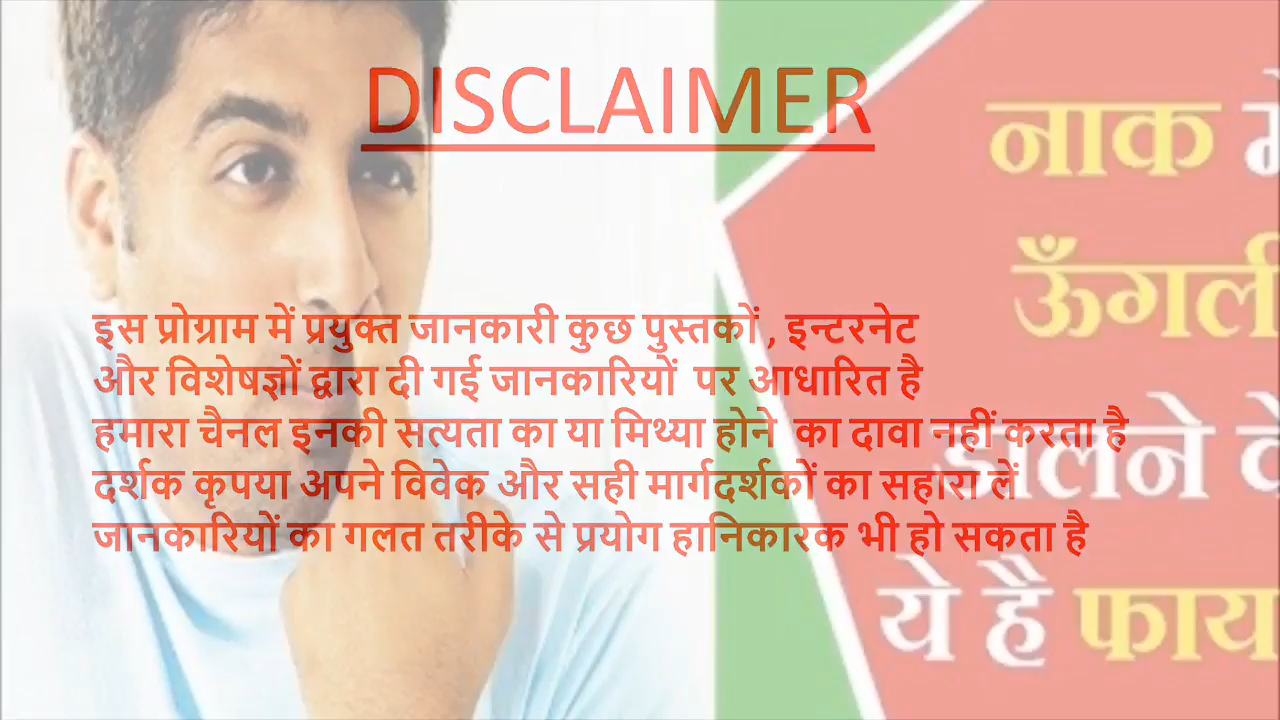 DISCLAIMER
इस प्रोग्राम में प्रयुक्त जानकारी कुछ पुस्तकों , इन्टरनेट
और विशेषज्ञों द्वारा दी गई जानकारियों पर आधारित है
हमारा चैनल इनकी सत्यता का या मिथ्या होने का दावा नहीं करता है
दर्शक कृपया अपने विवेक और सही मार्गदर्शकों का सहारा लें
जानकारियों का गलत तरीके से प्रयोग हानिकारक भी हो सकता है
नाक
ऊँगली
डालने
ये है